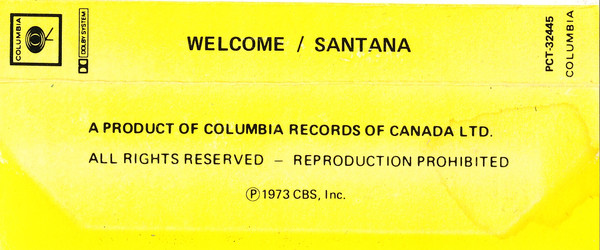 COLUMBIA
DOLBY SYSTEM
WELCOME / SANTANA
PCT-32445
COLUMBIA
A PRODUCT OF COLUMBIA RECORDS OF CANADA LTD.
ALL RIGHTS RESERVED — REPRODUCTION PROHIBITED
Ⓟ 1973 CBS, Inc.